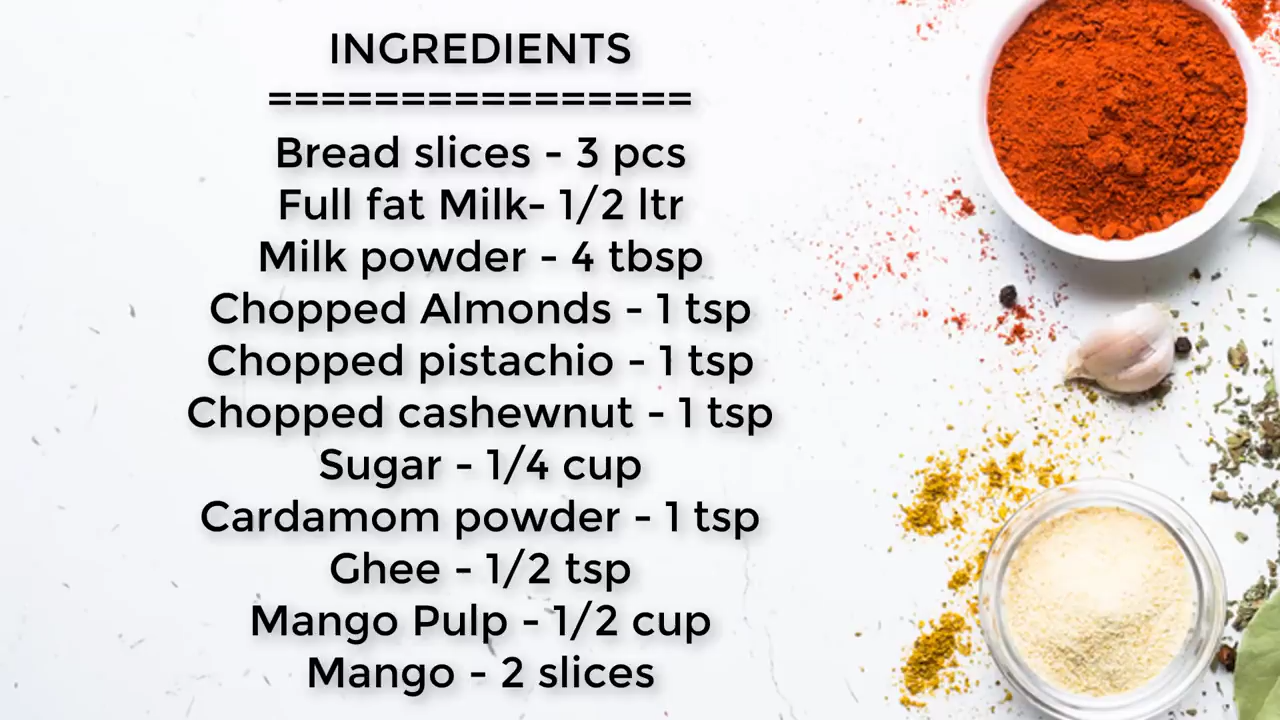 INGREDIENTS
================
Bread slices - 3 pcs
Full fat Milk- 1/2 ltr
Milk powder - 4 tbsp
Chopped Almonds - 1 tsp
Chopped pistachio - 1 tsp
Chopped cashewnut - 1 tsp
Sugar - 1/4 cup
Cardamom powder - 1 tsp
Ghee - 1/2 tsp
Mango Pulp - 1/2 cup
Mango - 2 slices